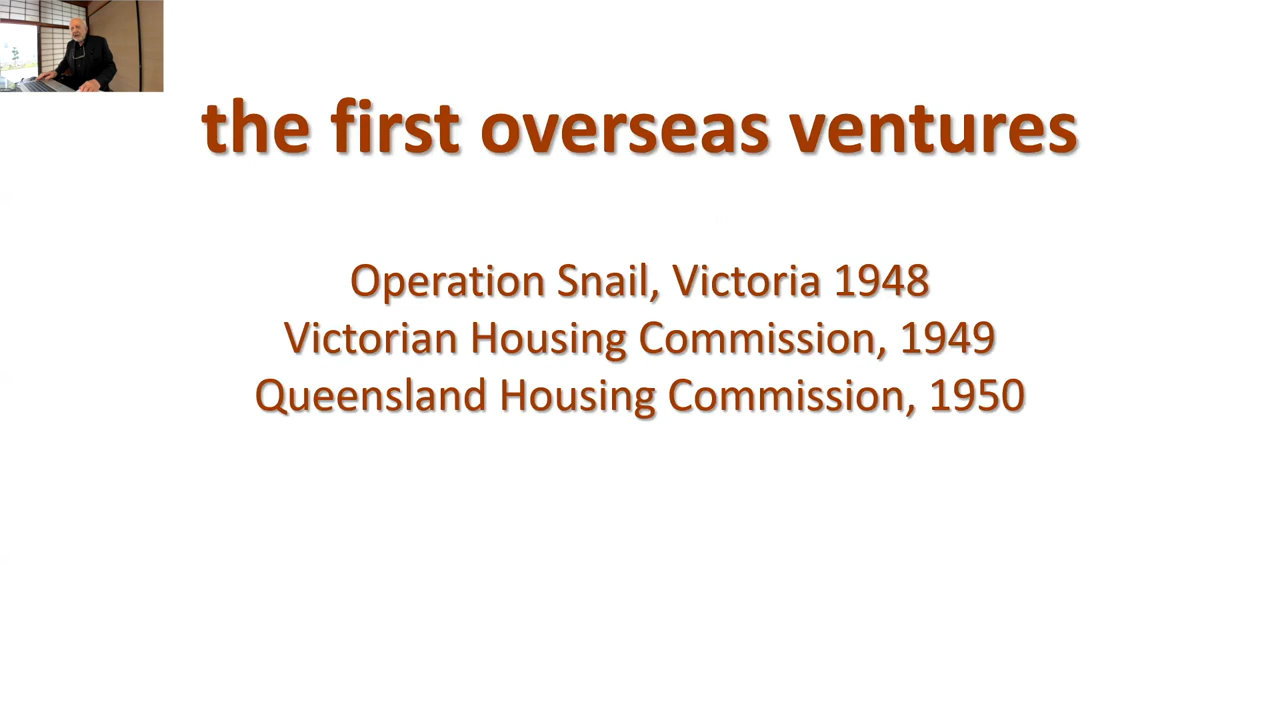 the first overseas ventures
Operation Snail, Victoria 1948
Victorian Housing Commission, 1949
Queensland Housing Commission, 1950